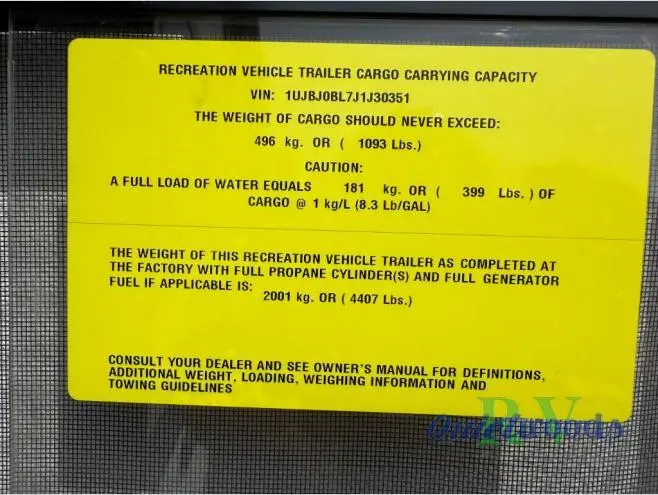 RECREATION VEHICLE TRAILER CARGO CARRYING CAPACITY
VIN: 1UJBJ0BL7J1J30351
THE WEIGHT OF CARGO SHOULD NEVER EXCEED:
496 kg. OR ( 1093 Lbs.)
CAUTION:
A FULL LOAD OF WATER EQUALS 181 kg. OR ( 399 Lbs. ) OF
CARGO @ 1 kg/L (8.3 Lb/GAL)
THE WEIGHT OF THIS RECREATION VEHICLE TRAILER AS COMPLETED AT
THE FACTORY WITH FULL PROPANE CYLINDER(S) AND FULL GENERATOR
FUEL IF APPLICABLE IS:
2001 kg. OR ( 4407 Lbs.)
CONSULT YOUR DEALER AND SEE OWNER'S MANUAL FOR DEFINITIONS,
ADDITIONAL WEIGHT, LOADING, WEIGHING INFORMATION AND
TOWING GUIDELINES
Quietwoods RV